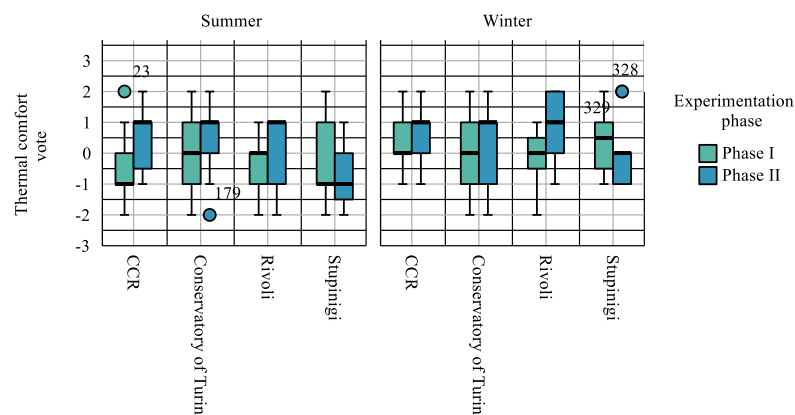 Summer
Winter
Thermal comfort
vote
3
2
1
0
-1
-2
-3
23
179
328
329
CCR
Conservatory of Turin
Rivoli
Stupinigi
CCR
Conservatory of Turin
Rivoli
Stupinigi
Experimentation
phase
Phase I
Phase II